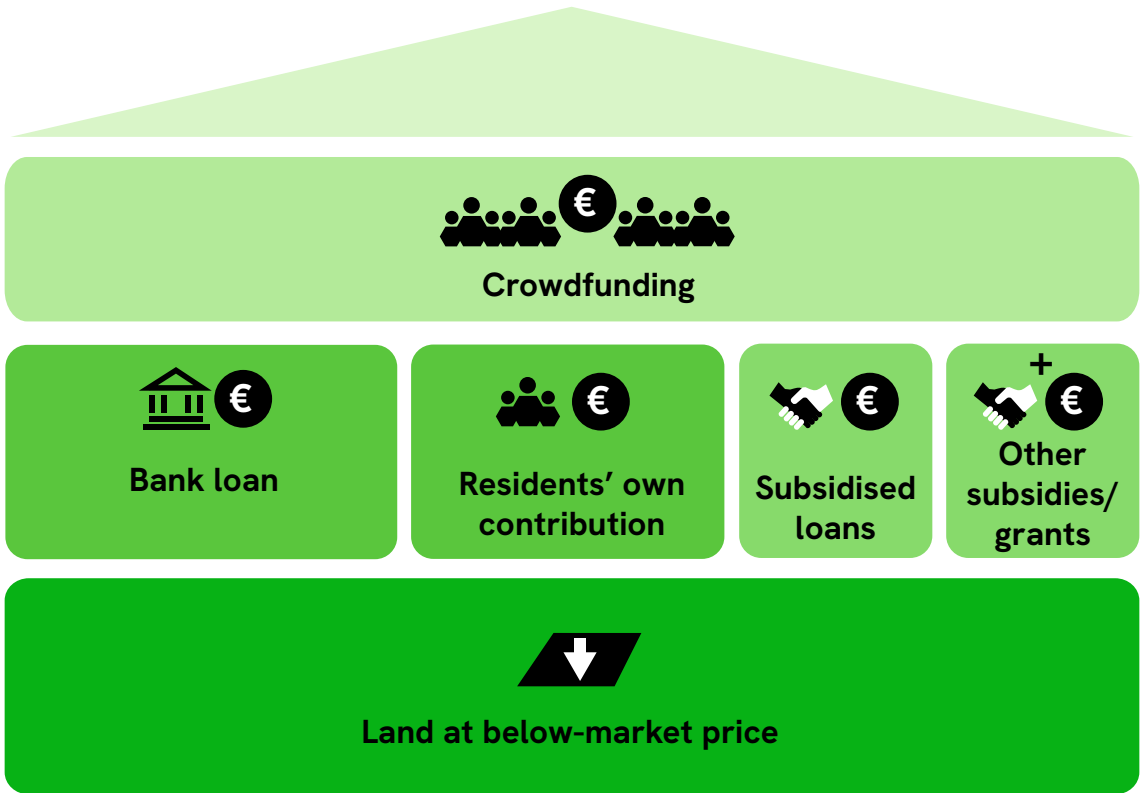 €
Crowdfunding
€
Bank loan
€
Residents’ own
contribution
€
Subsidised
loans
+
€
Other
subsidies/
grants
Land at below-market price